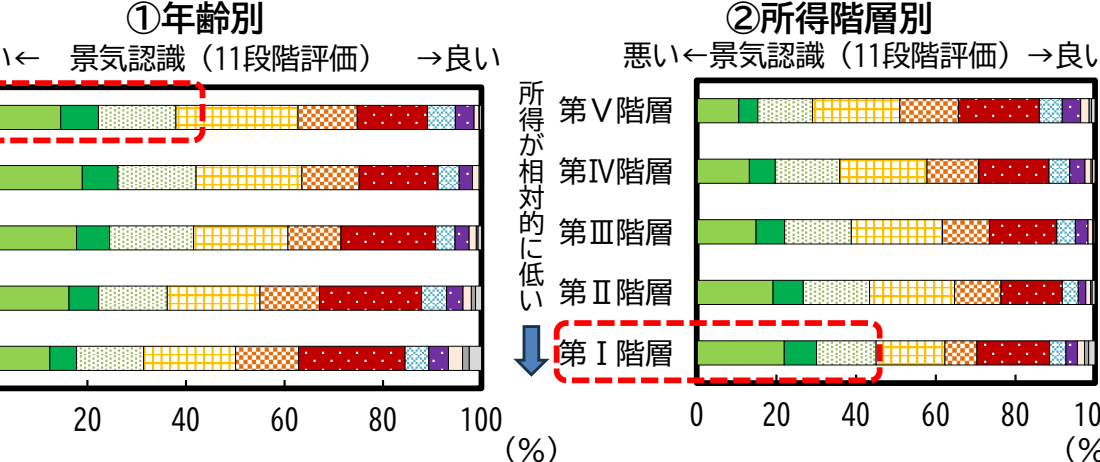 ①年齢別
い← 景気認識（11段階評価） →良い
20 40 60 80 100
（%）
②所得階層別
悪い←景気認識（11段階評価）→良い
所得が相対的に低い
第Ⅴ階層
第Ⅳ階層
第Ⅲ階層
第Ⅱ階層
第Ⅰ階層
0 20 40 60 80 10
（%